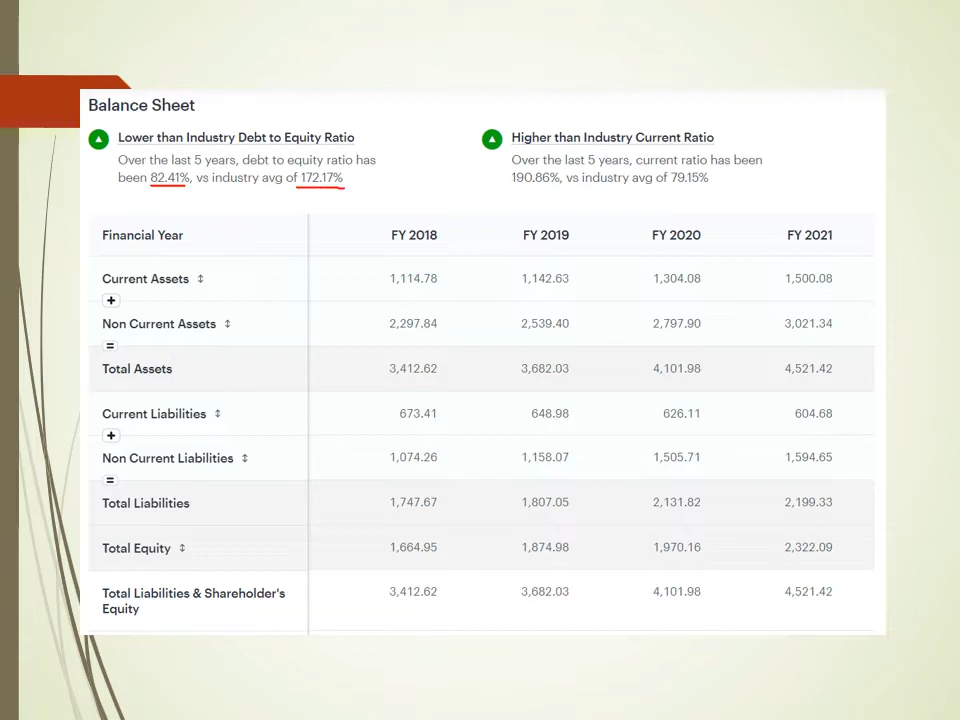 Balance Sheet
Lower than Industry Debt to Equity Ratio
Over the last 5 years, debt to equity ratio has
been 82.41%, vs industry avg of 172.17%
Higher than Industry Current Ratio
Over the last 5 years, current ratio has been
190.86%, vs industry avg of 79.15%
Financial Year FY 2018 FY 2019 FY 2020 FY 2021
Current Assets 1,114.78 1,142.63 1,304.08 1,500.08
+
Non Current Assets 2,297.84 2,539.40 2,797.90 3,021.34
=
Total Assets 3,412.62 3,682.03 4,101.98 4,521.42
Current Liabilities 673.41 648.98 626.11 604.68
+
Non Current Liabilities 1,074.26 1,158.07 1,505.71 1,594.65
=
Total Liabilities 1,747.67 1,807.05 2,131.82 2,199.33
Total Equity 1,664.95 1,874.98 1,970.16 2,322.09
Total Liabilities & Shareholder's 3,412.62 3,682.03 4,101.98 4,521.42
Equity